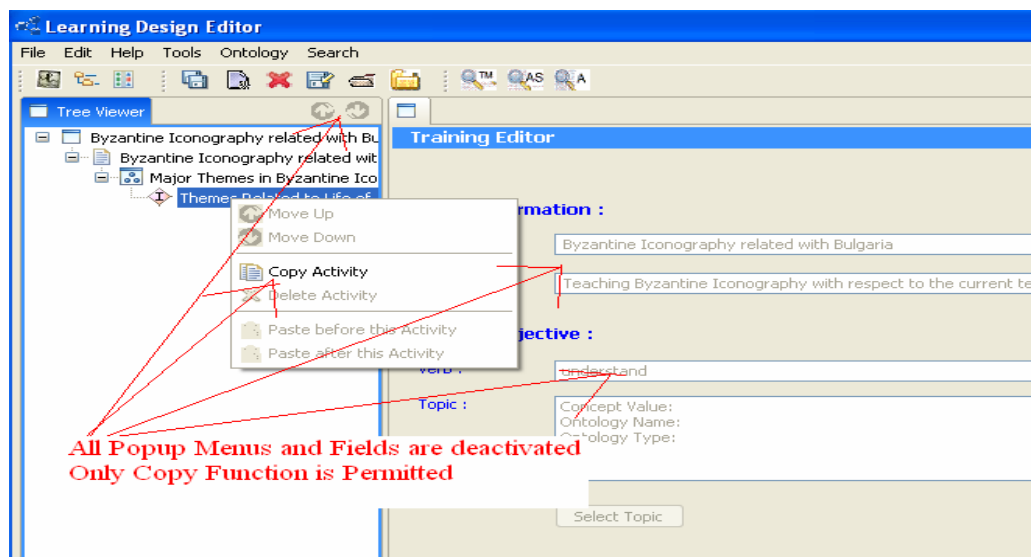 Learning Design Editor
File Edit Help Tools Ontology Search
TM AS A
Tree Viewer
Byzantine Iconography related with Bu
Byzantine Iconography related wit
Major Themes in Byzantine Ico
I Themes Related to Life of
Move Up
Move Down
Copy Activity
Delete Activity
Paste before this Activity
Paste after this Activity
Training Editor
rmation :
Byzantine Iconography related with Bulgaria
Teaching Byzantine Iconography with respect to the current te
jective :
Verb : understand
Topic : Concept Value:
Ontology Name:
Ontology Type:
All Popup Menus and Fields are deactivated
Only Copy Function is Permitted
Select Topic